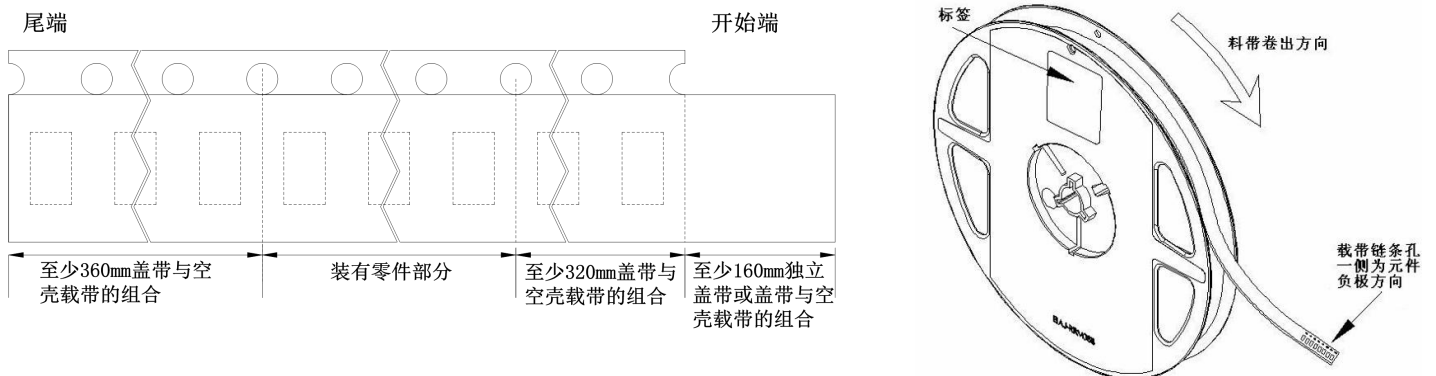 尾端
开始端
至少360mm盖带与空
壳载带的组合
装有零件部分
至少320mm盖带与
空壳载带的组合
至少160mm独立
盖带或盖带与空
壳载带的组合
标签
料带卷出方向
载带链条孔
一侧为元件
负极方向